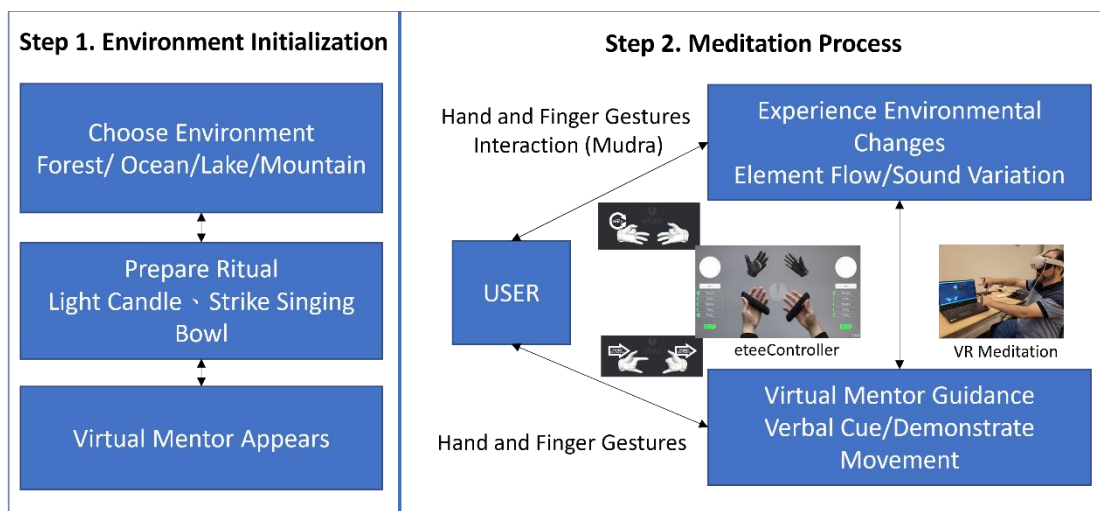 Step 1. Environment Initialization
Choose Environment
Forest/ Ocean/Lake/Mountain
Prepare Ritual
Light Candle、Strike Singing
Bowl
Virtual Mentor Appears
Step 2. Meditation Process
Hand and Finger Gestures
Interaction (Mudra)
Experience Environmental
Changes
Element Flow/Sound Variation
USER
eteeController
VR Meditation
Hand and Finger Gestures
Virtual Mentor Guidance
Verbal Cue/Demonstrate
Movement